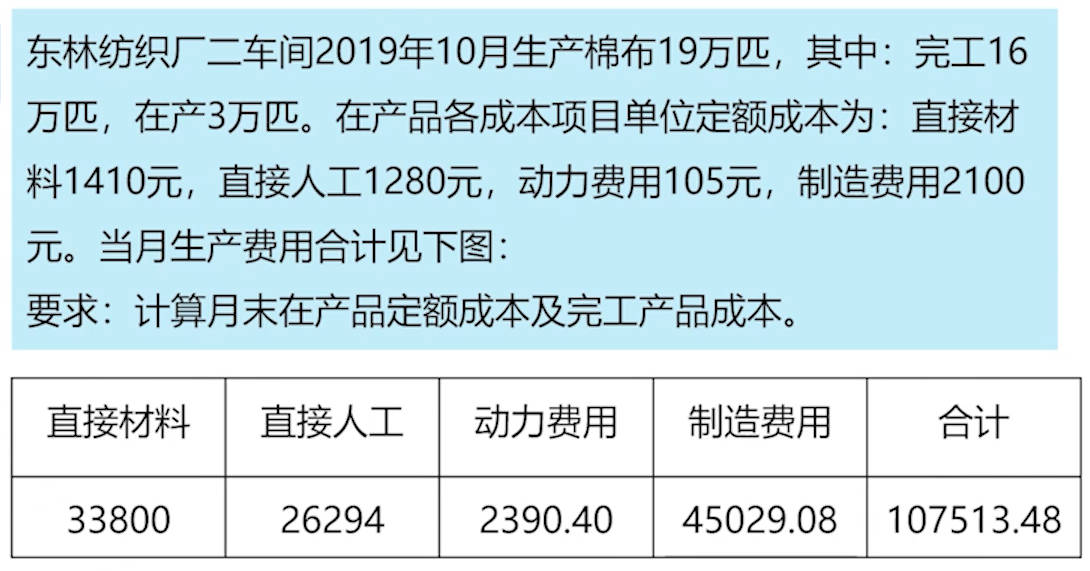 东林纺织厂二车间2019年10月生产棉布19万匹，其中：完工16
万匹，在产3万匹。在产品各成本项目单位定额成本为：直接材
料1410元，直接人工1280元，动力费用105元，制造费用2100
元。当月生产费用合计见下图：
要求：计算月末在产品定额成本及完工产品成本。
直接材料 直接人工 动力费用 制造费用 合计
33800 26294 2390.40 45029.08 107513.48